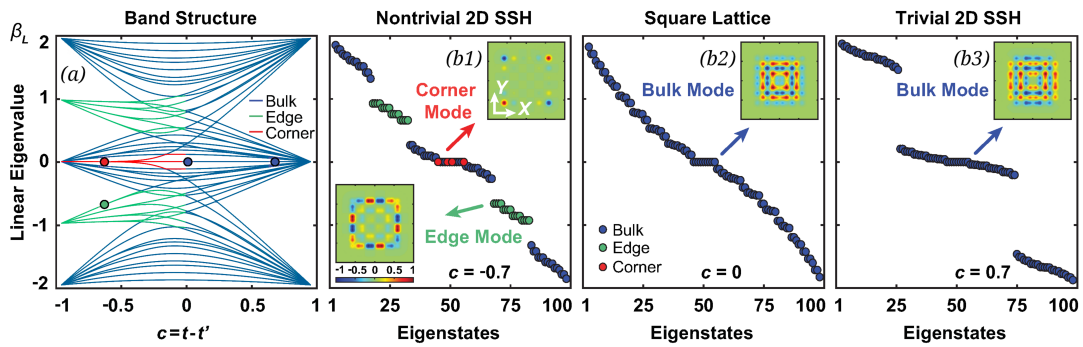 Band Structure
Nontrivial 2D SSH
Square Lattice
Trivial 2D SSH
β_L
2
1
0
-1
-2
Linear Eigenvalue
(a)
Bulk
Edge
Corner
-1
-0.5
0
0.5
1
c = t - t'
(b1)
Corner
Mode
Y
X
Edge Mode
-1 -0.5 0 0.5 1
c = -0.7
1 25 50 75 100
Eigenstates
(b2)
Bulk Mode
Bulk
Edge
Corner
c = 0
1 25 50 75 100
Eigenstates
(b3)
Bulk Mode
c = 0.7
1 25 50 75 100
Eigenstates